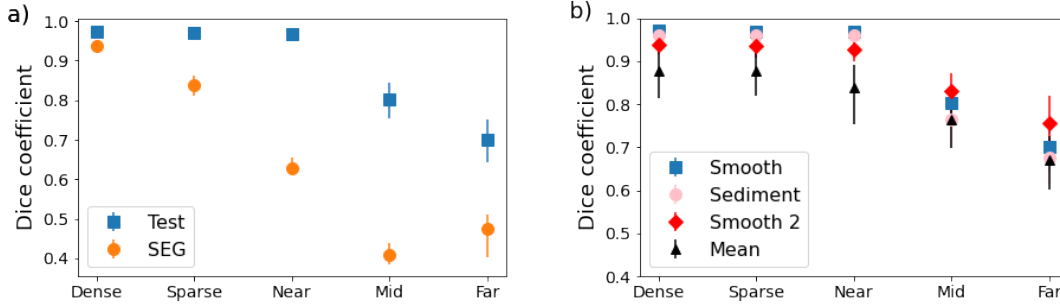 a)
1.0
0.9
0.8
0.7
0.6
0.5
0.4
Dice coefficient
Test
SEG
Dense Sparse Near Mid Far
b)
1.0
0.9
0.8
0.7
0.6
0.5
0.4
Dice coefficient
Smooth
Sediment
Smooth 2
Mean
Dense Sparse Near Mid Far